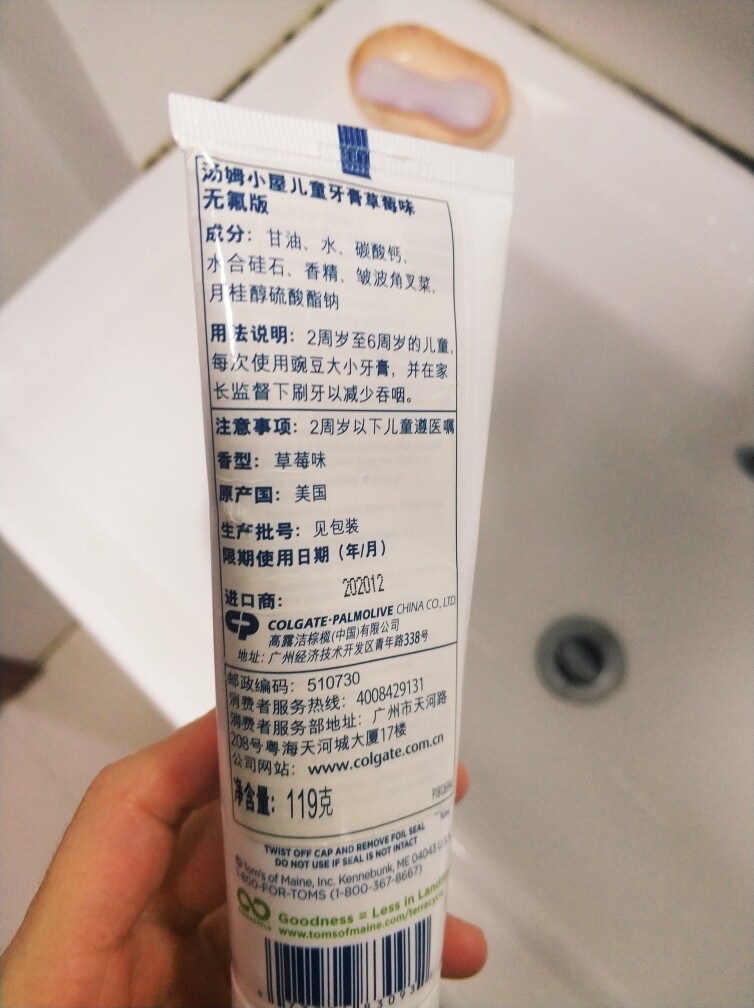 汤姆小屋儿童牙膏草莓味
无氟版
成分：甘油、水、碳酸钙、
水合硅石、香精、皱波角叉菜、
月桂醇硫酸酯钠
用法说明：2周岁至6周岁的儿童，
每次使用豌豆大小牙膏，并在家
长监督下刷牙以减少吞咽。
注意事项：2周岁以下儿童遵医嘱
香型：草莓味
原产国：美国
生产批号：见包装
限期使用日期（年/月）
202012
进口商：
CP COLGATE-PALMOLIVE CHINA CO., LTD
高露洁棕榄(中国)有限公司
地址：广州经济技术开发区青年路338号
邮政编码：510730
消费者服务热线：4008429131
消费者服务部地址：广州市天河路
208号粤海天河城大厦17楼
公司网站：www.colgate.com.cn
净含量：119克
TWIST OFF CAP AND REMOVE FOIL SEAL
DO NOT USE IF SEAL IS NOT INTACT
Tom's of Maine, Inc. Kennebunk, ME 04043 U.S.
1-800-FOR-TOMS (1-800-367-8667)
Goodness = Less in
www.tomsofmaine.com/terracycle